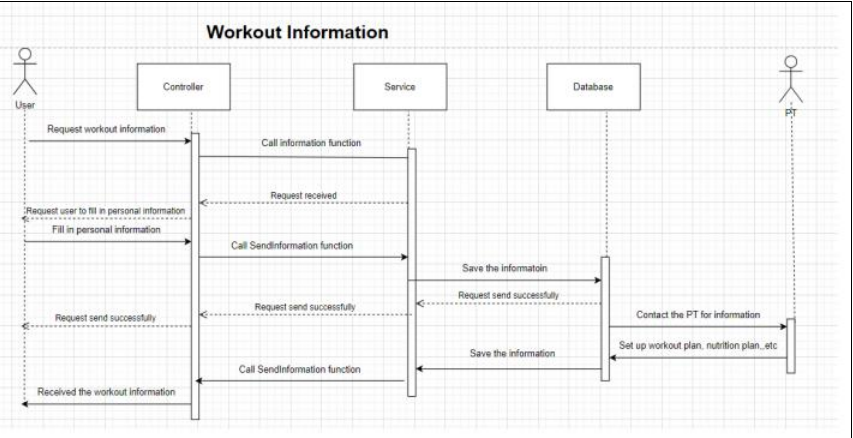 Workout Information
User
Controller
Service
Database
PT
Request workout information
Call information function
Request received
Request user to fill in personal information
Fill in personal information
Call SendInformation function
Save the informatoin
Request send successfully
Request send successfully
Request send successfully
Contact the PT for information
Set up workout plan, nutrition plan,.etc
Save the information
Call SendInformation function
Received the workout information